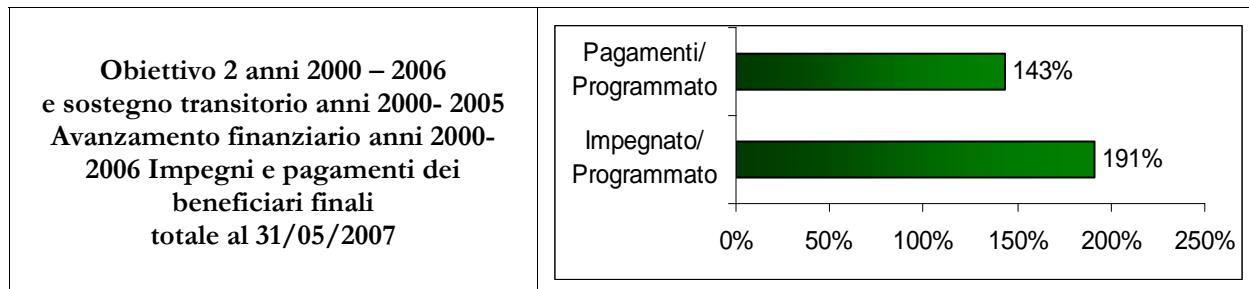 Obiettivo 2 anni 2000 – 2006
e sostegno transitorio anni 2000- 2005
Avanzamento finanziario anni 2000-
2006 Impegni e pagamenti dei
beneficiari finali
totale al 31/05/2007
Pagamenti/
Programmato
143%
Impegnato/
Programmato
191%
0% 50% 100% 150% 200% 250%